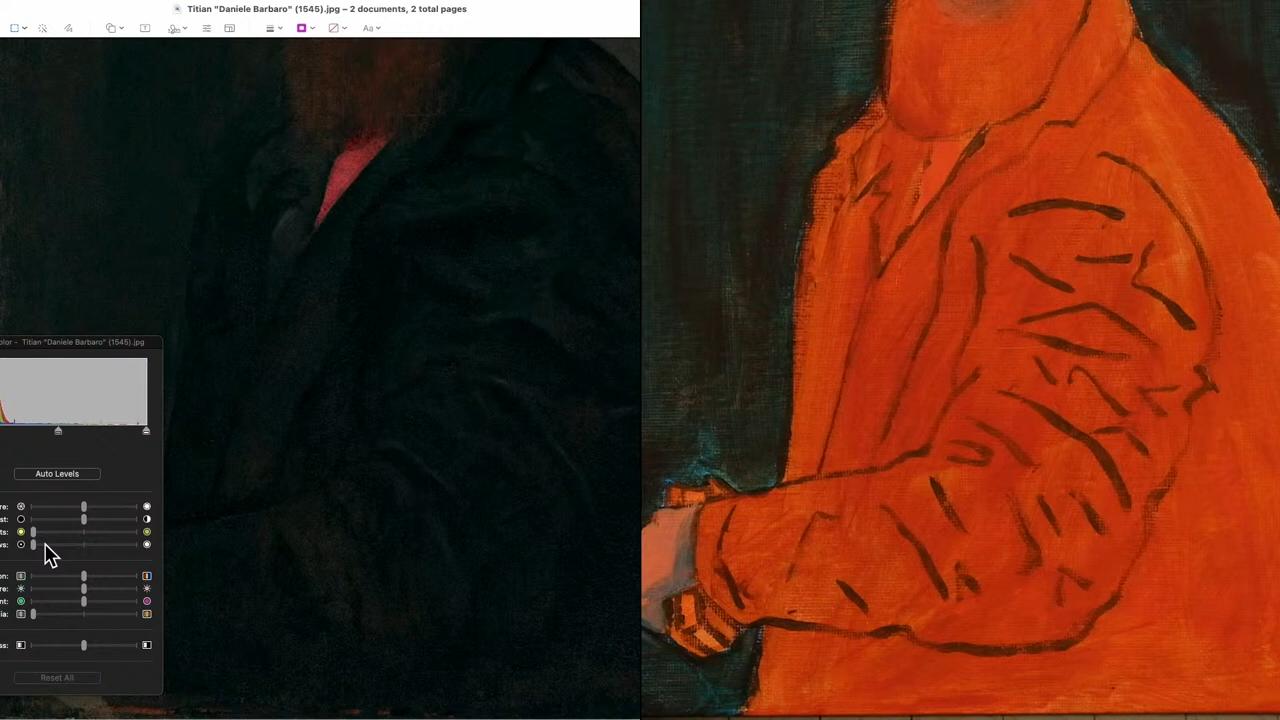 Titian "Daniele Barbaro" (1545).jpg – 2 documents, 2 total pages
Aa
Titian "Daniele Barbaro" (1545).jpg
Auto Levels
Reset All